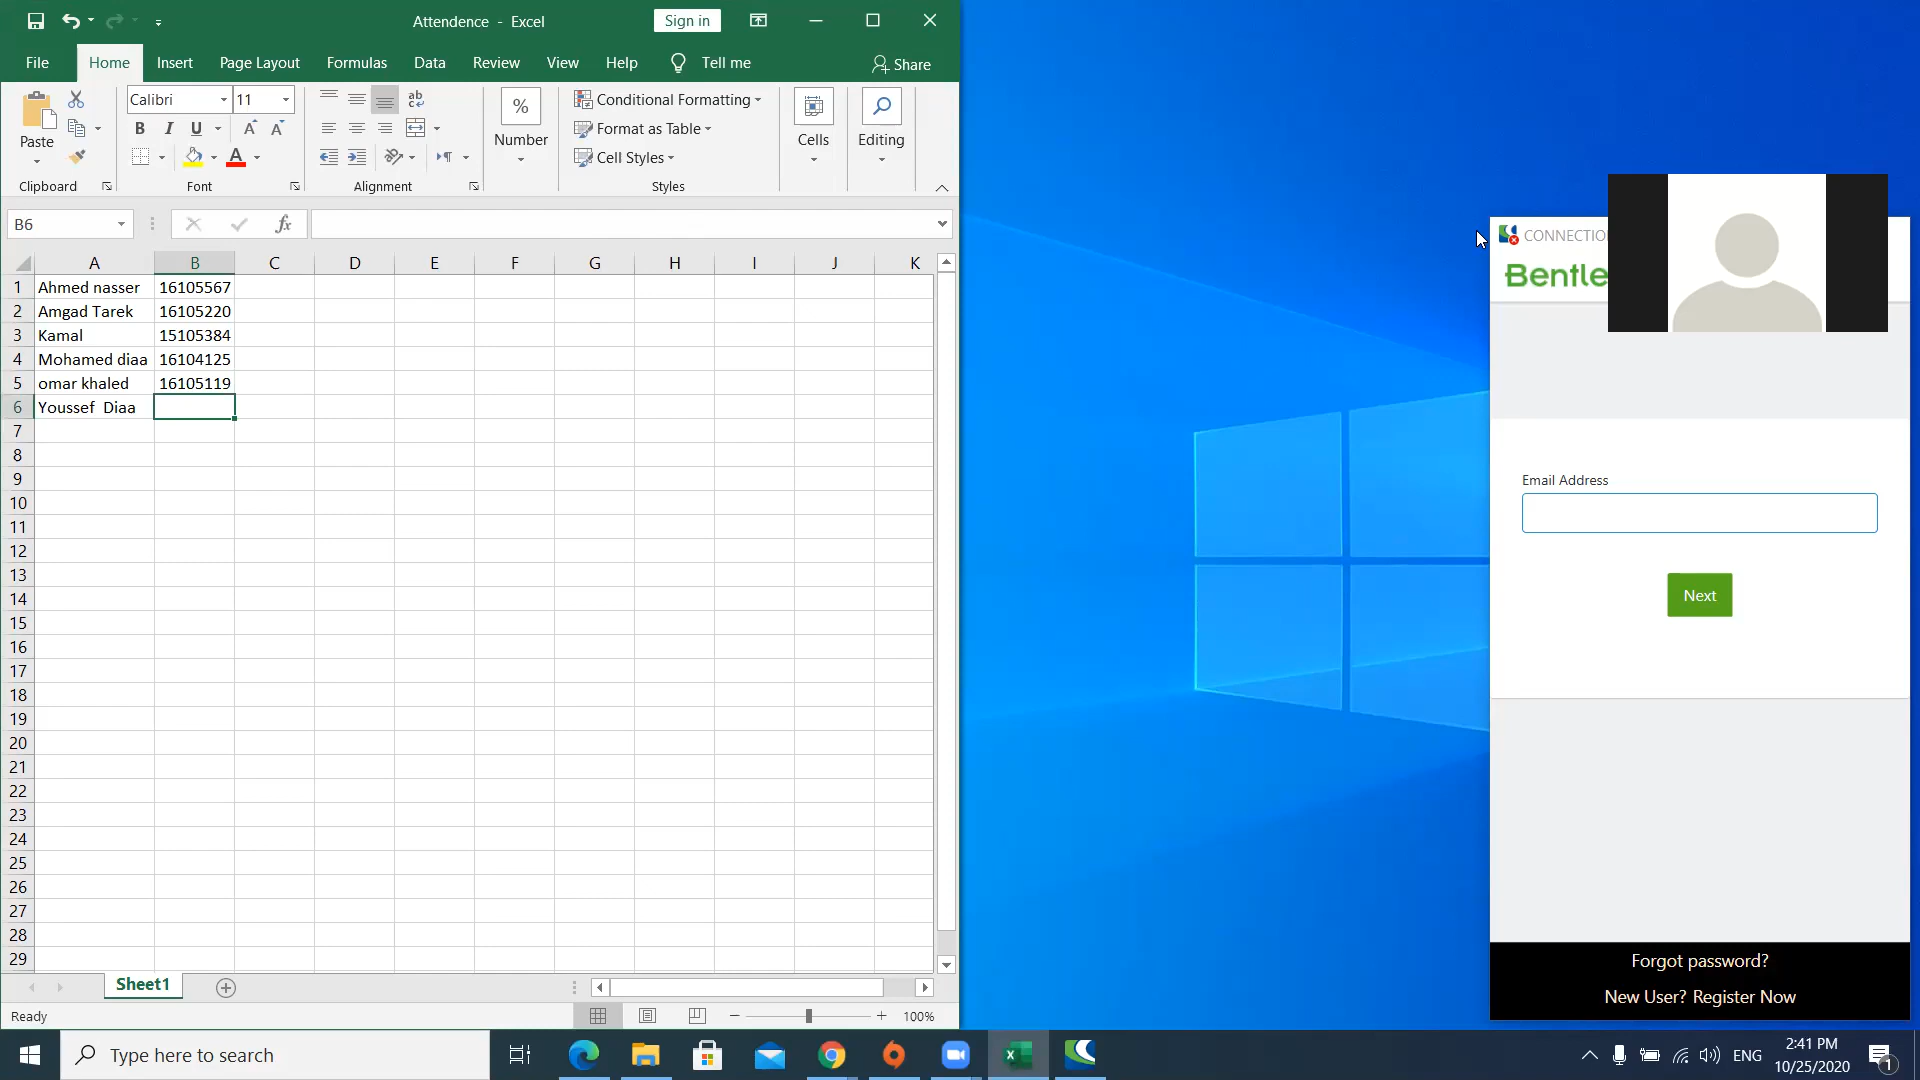 Attendence - Excel
Sign in
File Home Insert Page Layout Formulas Data Review View Help Tell me Share
Paste
Clipboard
Calibri 11
B I U A A
A
Font
ab
c
Alignment
%
Number
Conditional Formatting
Format as Table
Cell Styles
Styles
Cells
Editing
B6 fx
A B C D E F G H I J K
1 Ahmed nasser 16105567
2 Amgad Tarek 16105220
3 Kamal 15105384
4 Mohamed diaa 16104125
5 omar khaled 16105119
6 Youssef Diaa
7
8
9
10
11
12
13
14
15
16
17
18
19
20
21
22
23
24
25
26
27
28
29
Sheet1
Ready
100%
CONNECTIO
Bentle
Email Address
Next
Forgot password?
New User? Register Now
Type here to search
ENG
2:41 PM
10/25/2020
1